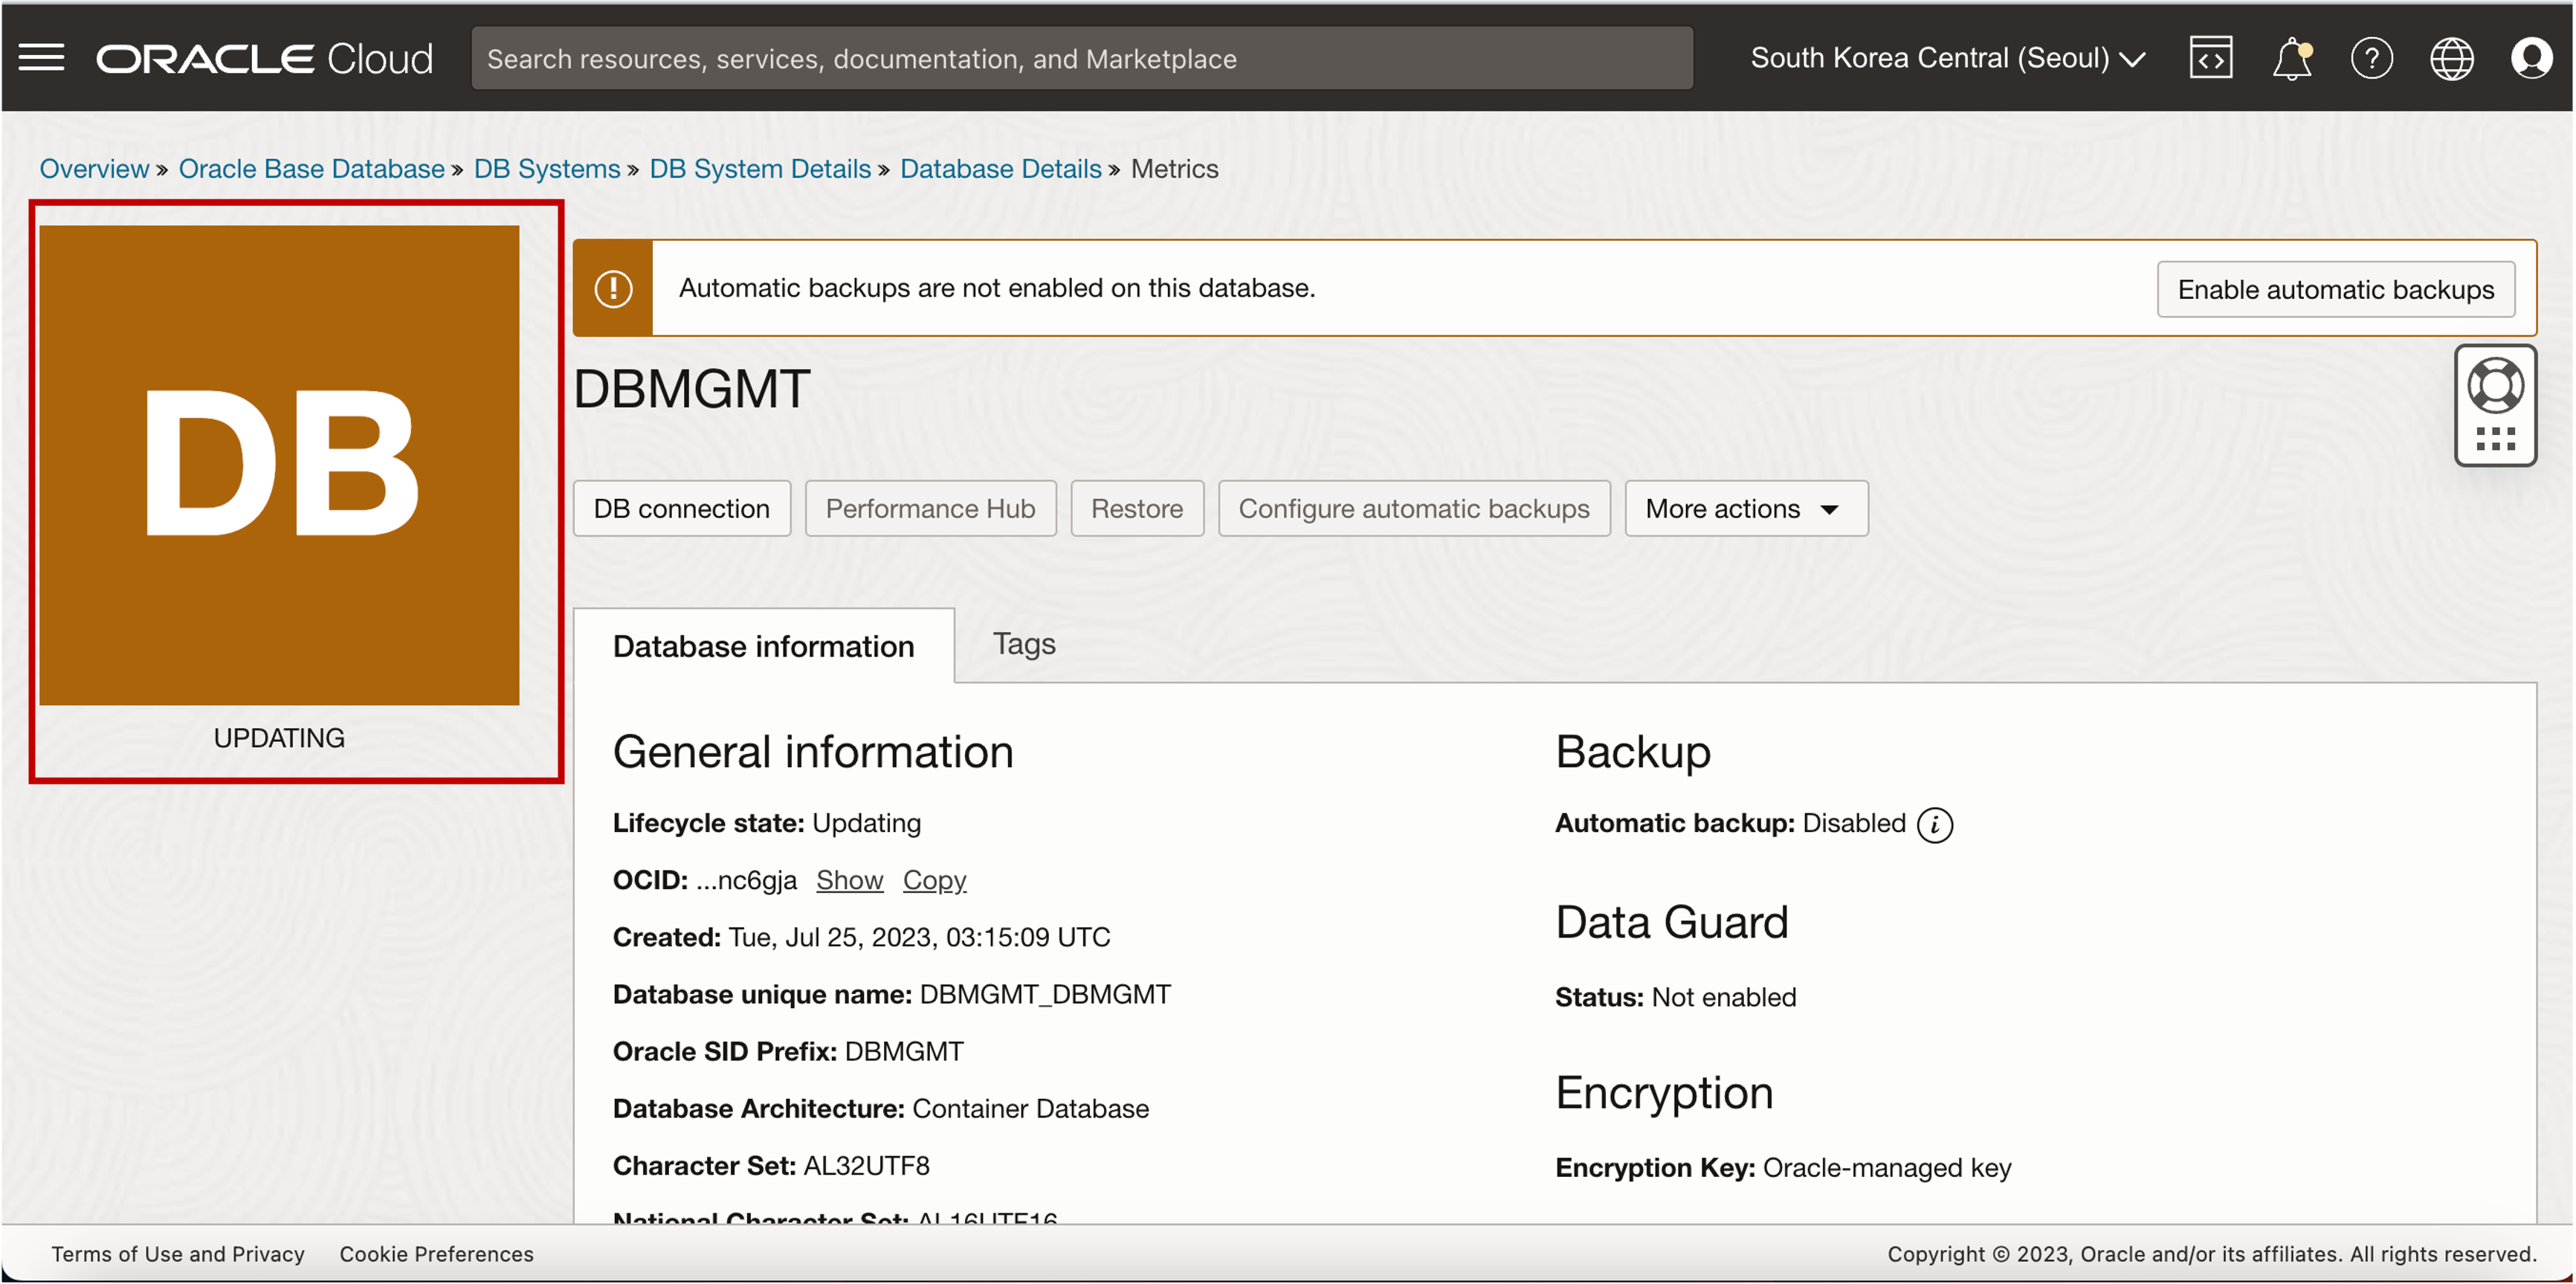 ORACLE Cloud
Search resources, services, documentation, and Marketplace
South Korea Central (Seoul)
Overview » Oracle Base Database » DB Systems » DB System Details » Database Details » Metrics
DB
UPDATING
Automatic backups are not enabled on this database.
Enable automatic backups
DBMGMT
DB connection
Performance Hub
Restore
Configure automatic backups
More actions
Database information
Tags
General information
Lifecycle state: Updating
OCID: ...nc6gja Show Copy
Created: Tue, Jul 25, 2023, 03:15:09 UTC
Database unique name: DBMGMT_DBMGMT
Oracle SID Prefix: DBMGMT
Database Architecture: Container Database
Character Set: AL32UTF8
National Character Set: AL16UTF16
Backup
Automatic backup: Disabled
Data Guard
Status: Not enabled
Encryption
Encryption Key: Oracle-managed key
Terms of Use and Privacy
Cookie Preferences
Copyright © 2023, Oracle and/or its affiliates. All rights reserved.